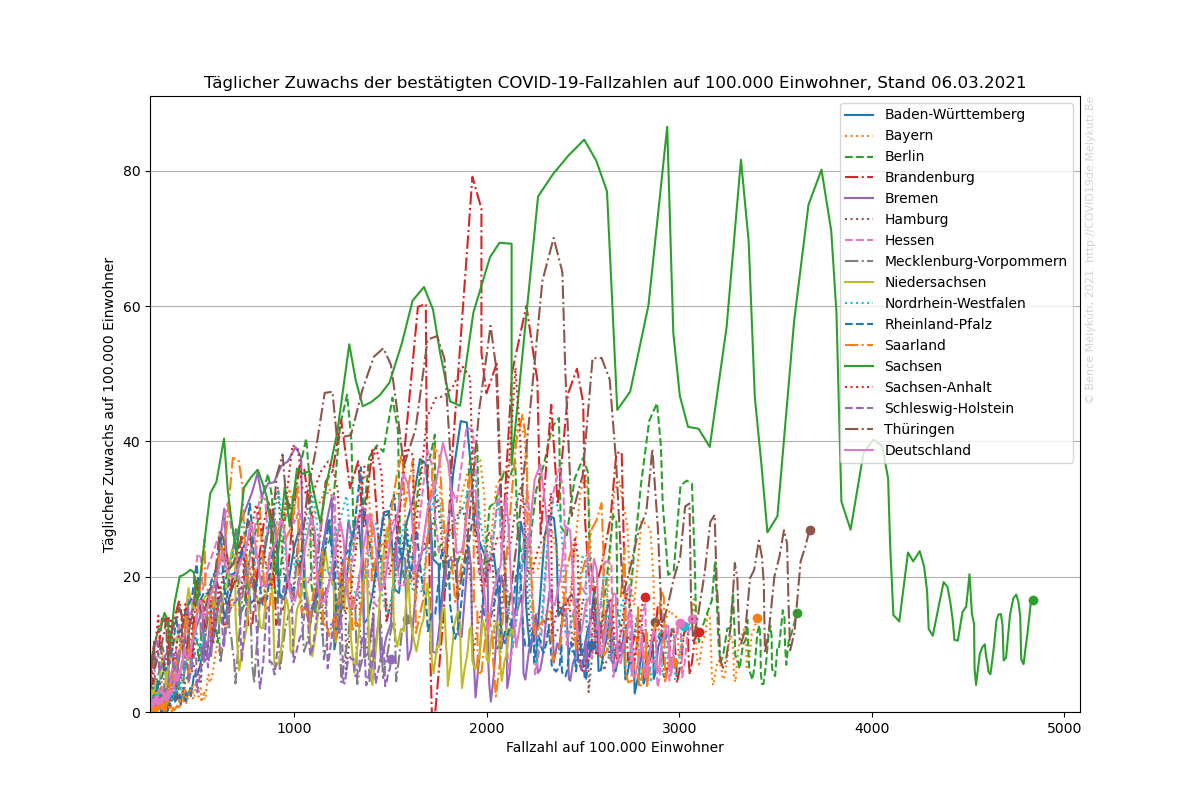 Täglicher Zuwachs der bestätigten COVID-19-Fallzahlen auf 100.000 Einwohner, Stand 06.03.2021
Täglicher Zuwachs auf 100.000 Einwohner
80
60
40
20
0
1000
2000
3000
4000
5000
Fallzahl auf 100.000 Einwohner
Baden-Württemberg
Bayern
Berlin
Brandenburg
Bremen
Hamburg
Hessen
Mecklenburg-Vorpommern
Niedersachsen
Nordrhein-Westfalen
Rheinland-Pfalz
Saarland
Sachsen
Sachsen-Anhalt
Schleswig-Holstein
Thüringen
Deutschland
© Bence Mélykúti, 2021. http://COVID19de.Melykuti.Be